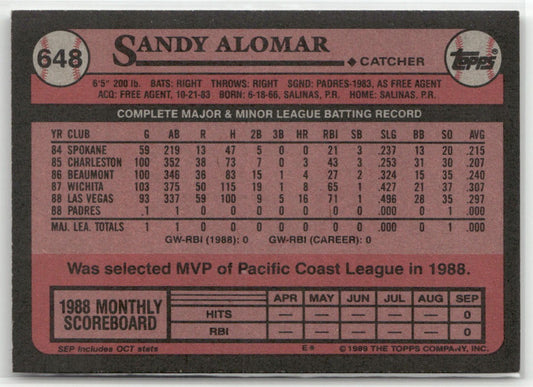 648 SANDY ALOMAR
CATCHER
TOPPS®
6'5" 200 lb. BATS: RIGHT THROWS: RIGHT SGND: PADRES-1983, AS FREE AGENT
ACQ: FREE AGENT, 10-21-83 BORN: 6-18-66, SALINAS, P.R. HOME: SALINAS, P.R.
COMPLETE MAJOR & MINOR LEAGUE BATTING RECORD
YR CLUB G AB R H 2B 3B HR RBI SB SLG BB SO AVG
84 SPOKANE 59 219 13 47 5 0 0 21 3 .237 13 20 .215
85 CHARLESTON 100 352 38 73 7 0 3 43 3 .253 31 30 .207
86 BEAUMONT 100 346 36 83 15 1 4 27 2 .324 15 35 .240
87 WICHITA 103 375 50 115 19 1 8 65 1 .427 21 37 .307
88 LAS VEGAS 93 337 59 100 9 5 16 71 1 .496 28 35 .297
88 PADRES 1 1 0 0 0 0 0 0 0 .000 0 1 .000
MAJ. LEA. TOTALS 1 1 0 0 0 0 0 0 0 .000 0 1 .000
GW-RBI (1988): 0 GW-RBI (CAREER): 0
Was selected MVP of Pacific Coast League in 1988.
1988 MONTHLY
SCOREBOARD
APR MAY JUN JUL AUG SEP
HITS — — — — — 0
RBI — — — — — 0
SEP Includes OCT stats
© 1989 THE TOPPS COMPANY, INC.